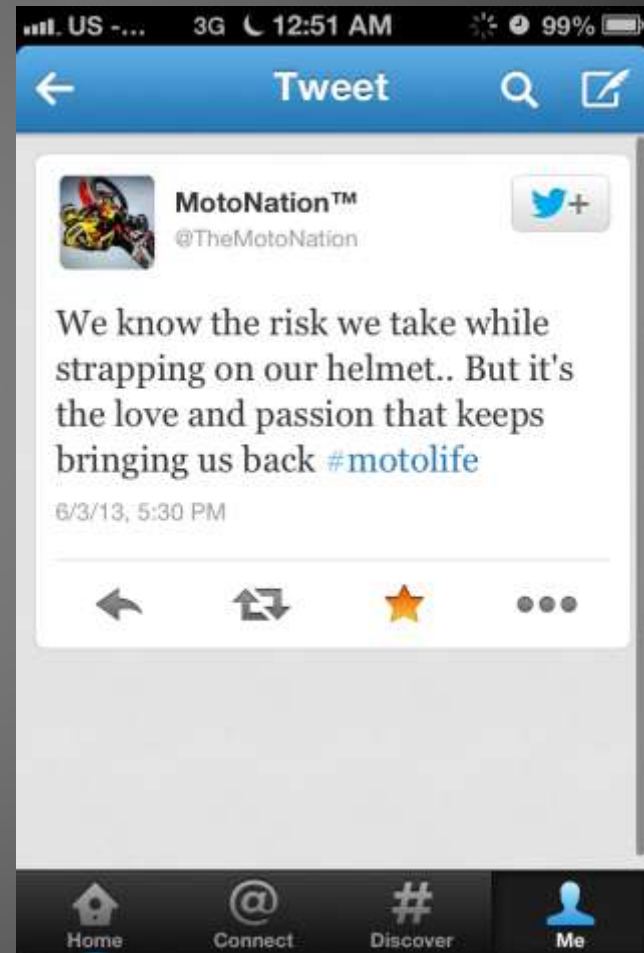 US -... 3G 12:51 AM 99%
Tweet
MotoNation™
@TheMotoNation
We know the risk we take while
strapping on our helmet.. But it's
the love and passion that keeps
bringing us back #motolife
6/3/13, 5:30 PM
Home Connect Discover Me